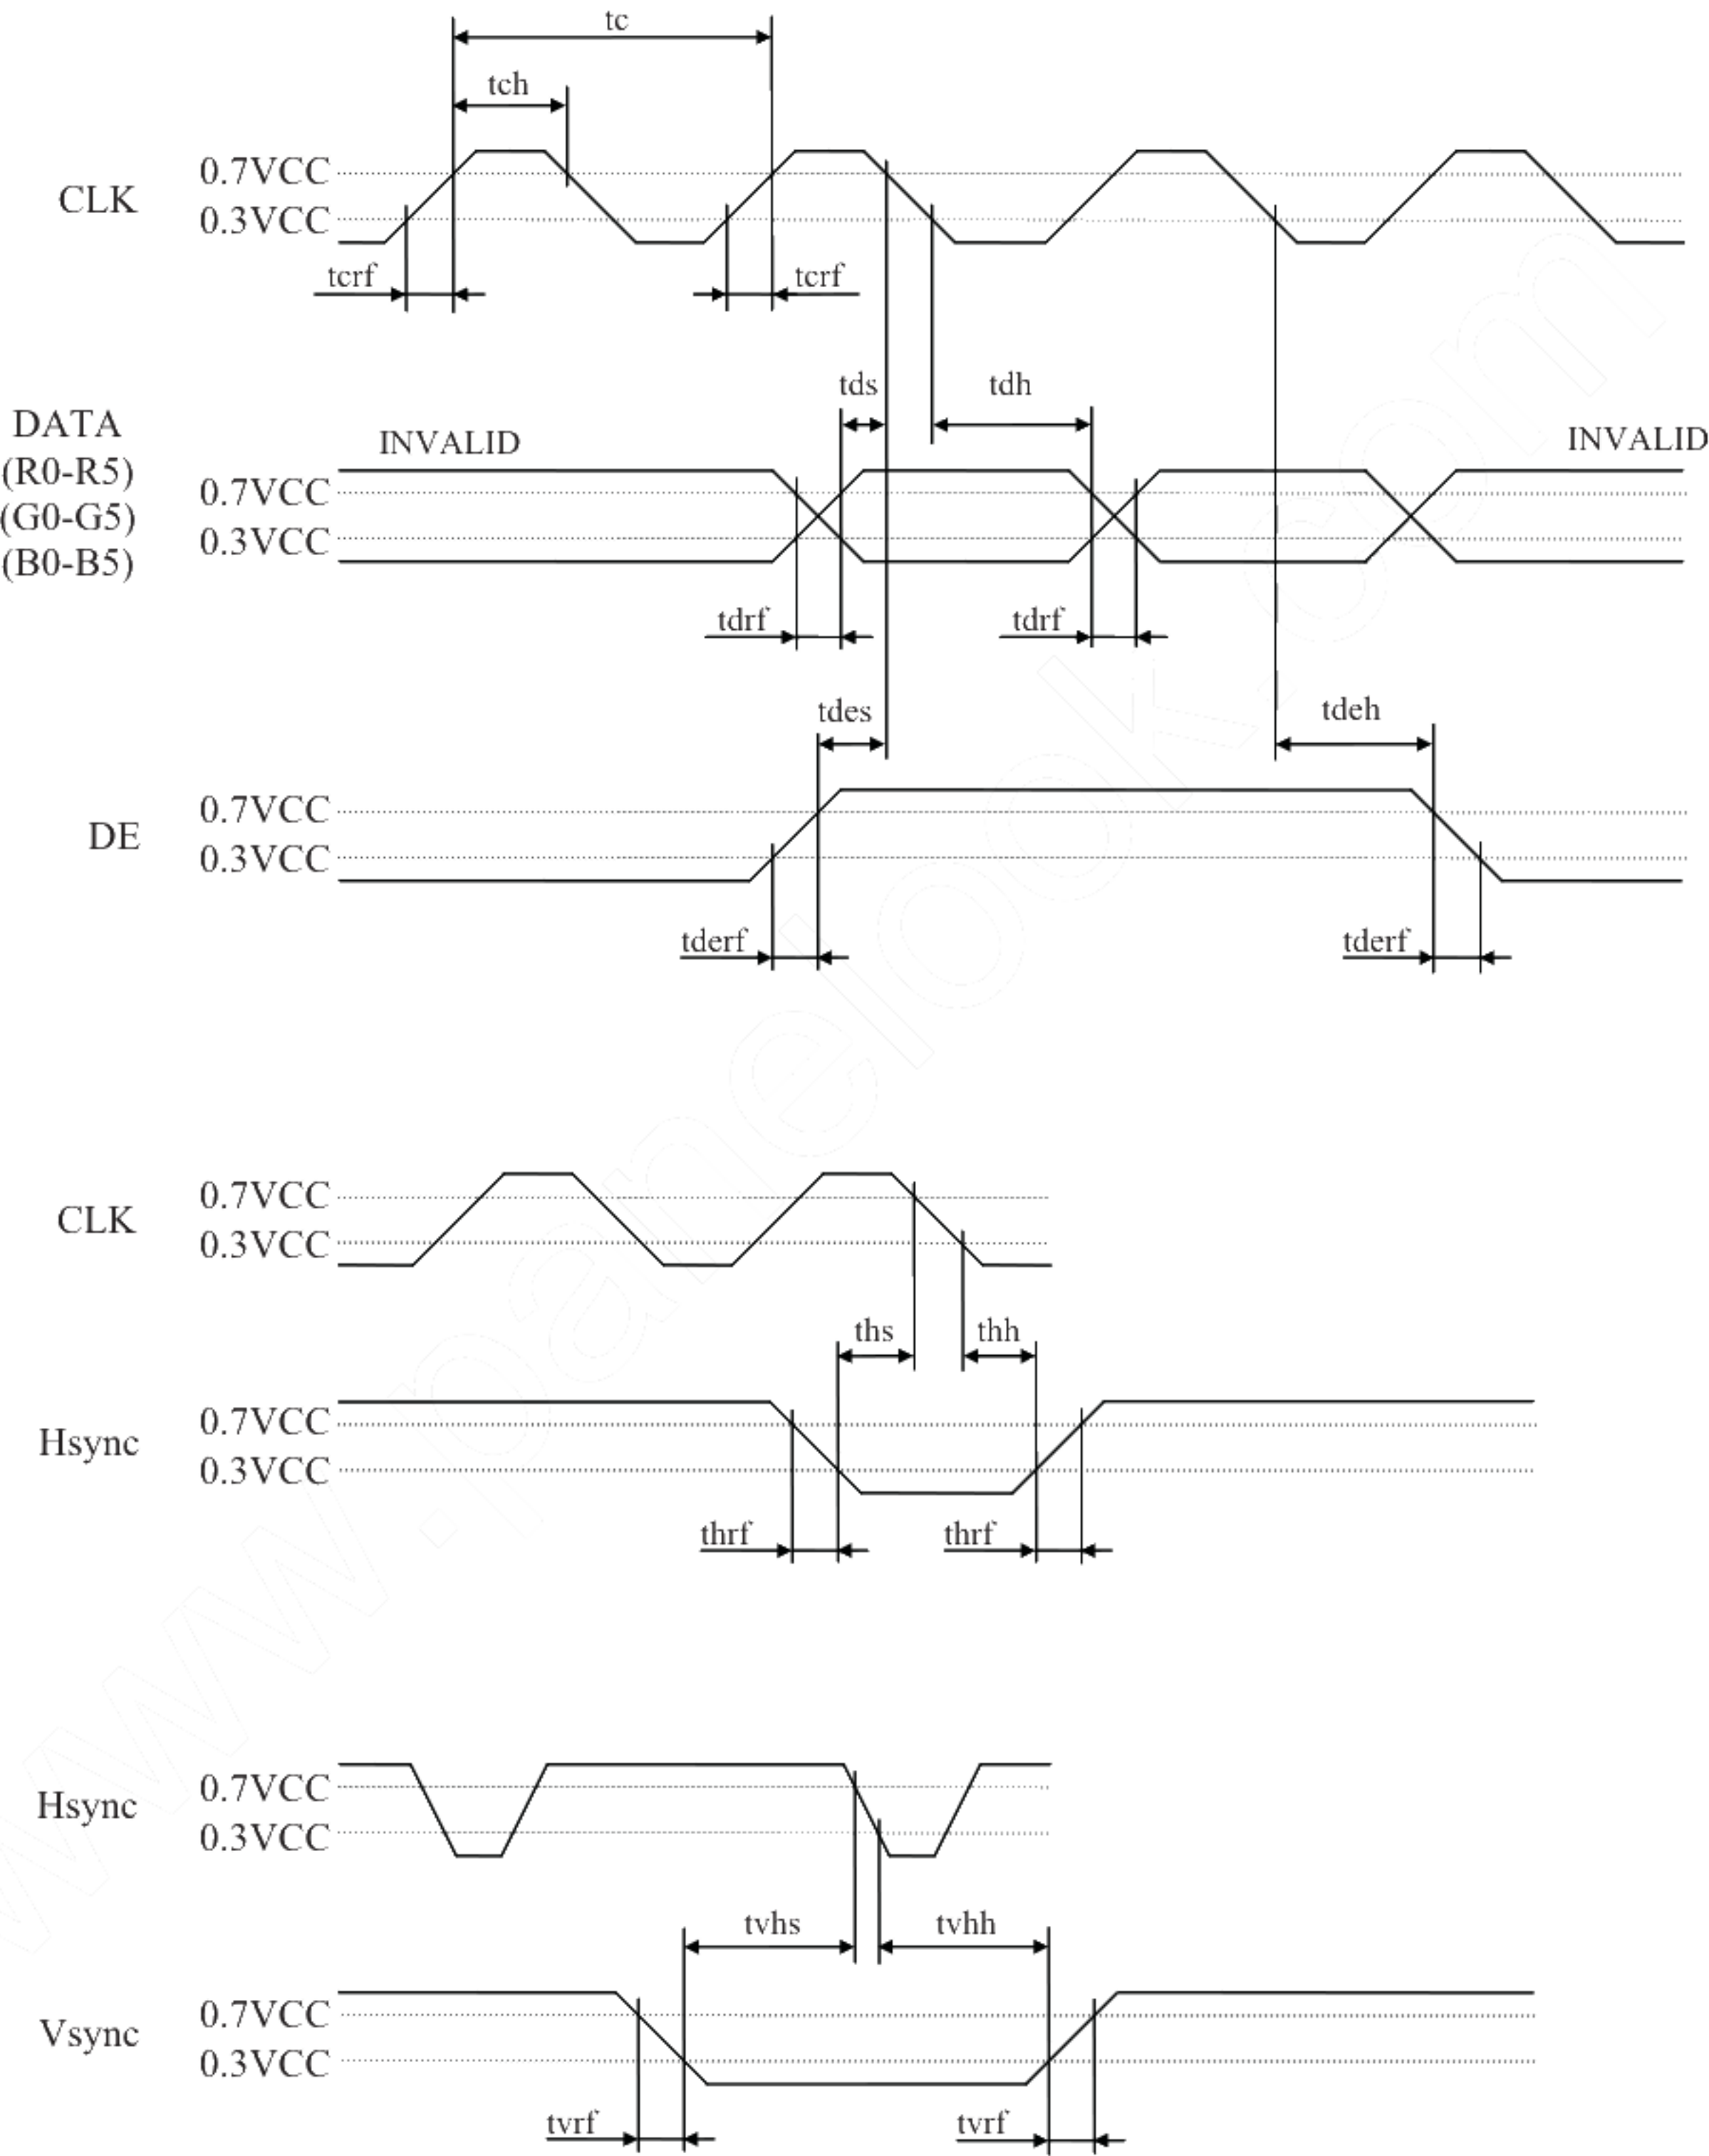 tc
tch
0.7VCC
CLK
0.3VCC
tcrf
tcrf
tds
tdh
DATA
INVALID
INVALID
(R0-R5)
0.7VCC
(G0-G5)
0.3VCC
(B0-B5)
tdrf
tdrf
tdes
tdeh
0.7VCC
DE
0.3VCC
tderf
tderf
0.7VCC
CLK
0.3VCC
ths
thh
0.7VCC
Hsync
0.3VCC
thrf
thrf
0.7VCC
Hsync
0.3VCC
tvhs
tvhh
0.7VCC
Vsync
0.3VCC
tvrf
tvrf
www.panelook.com